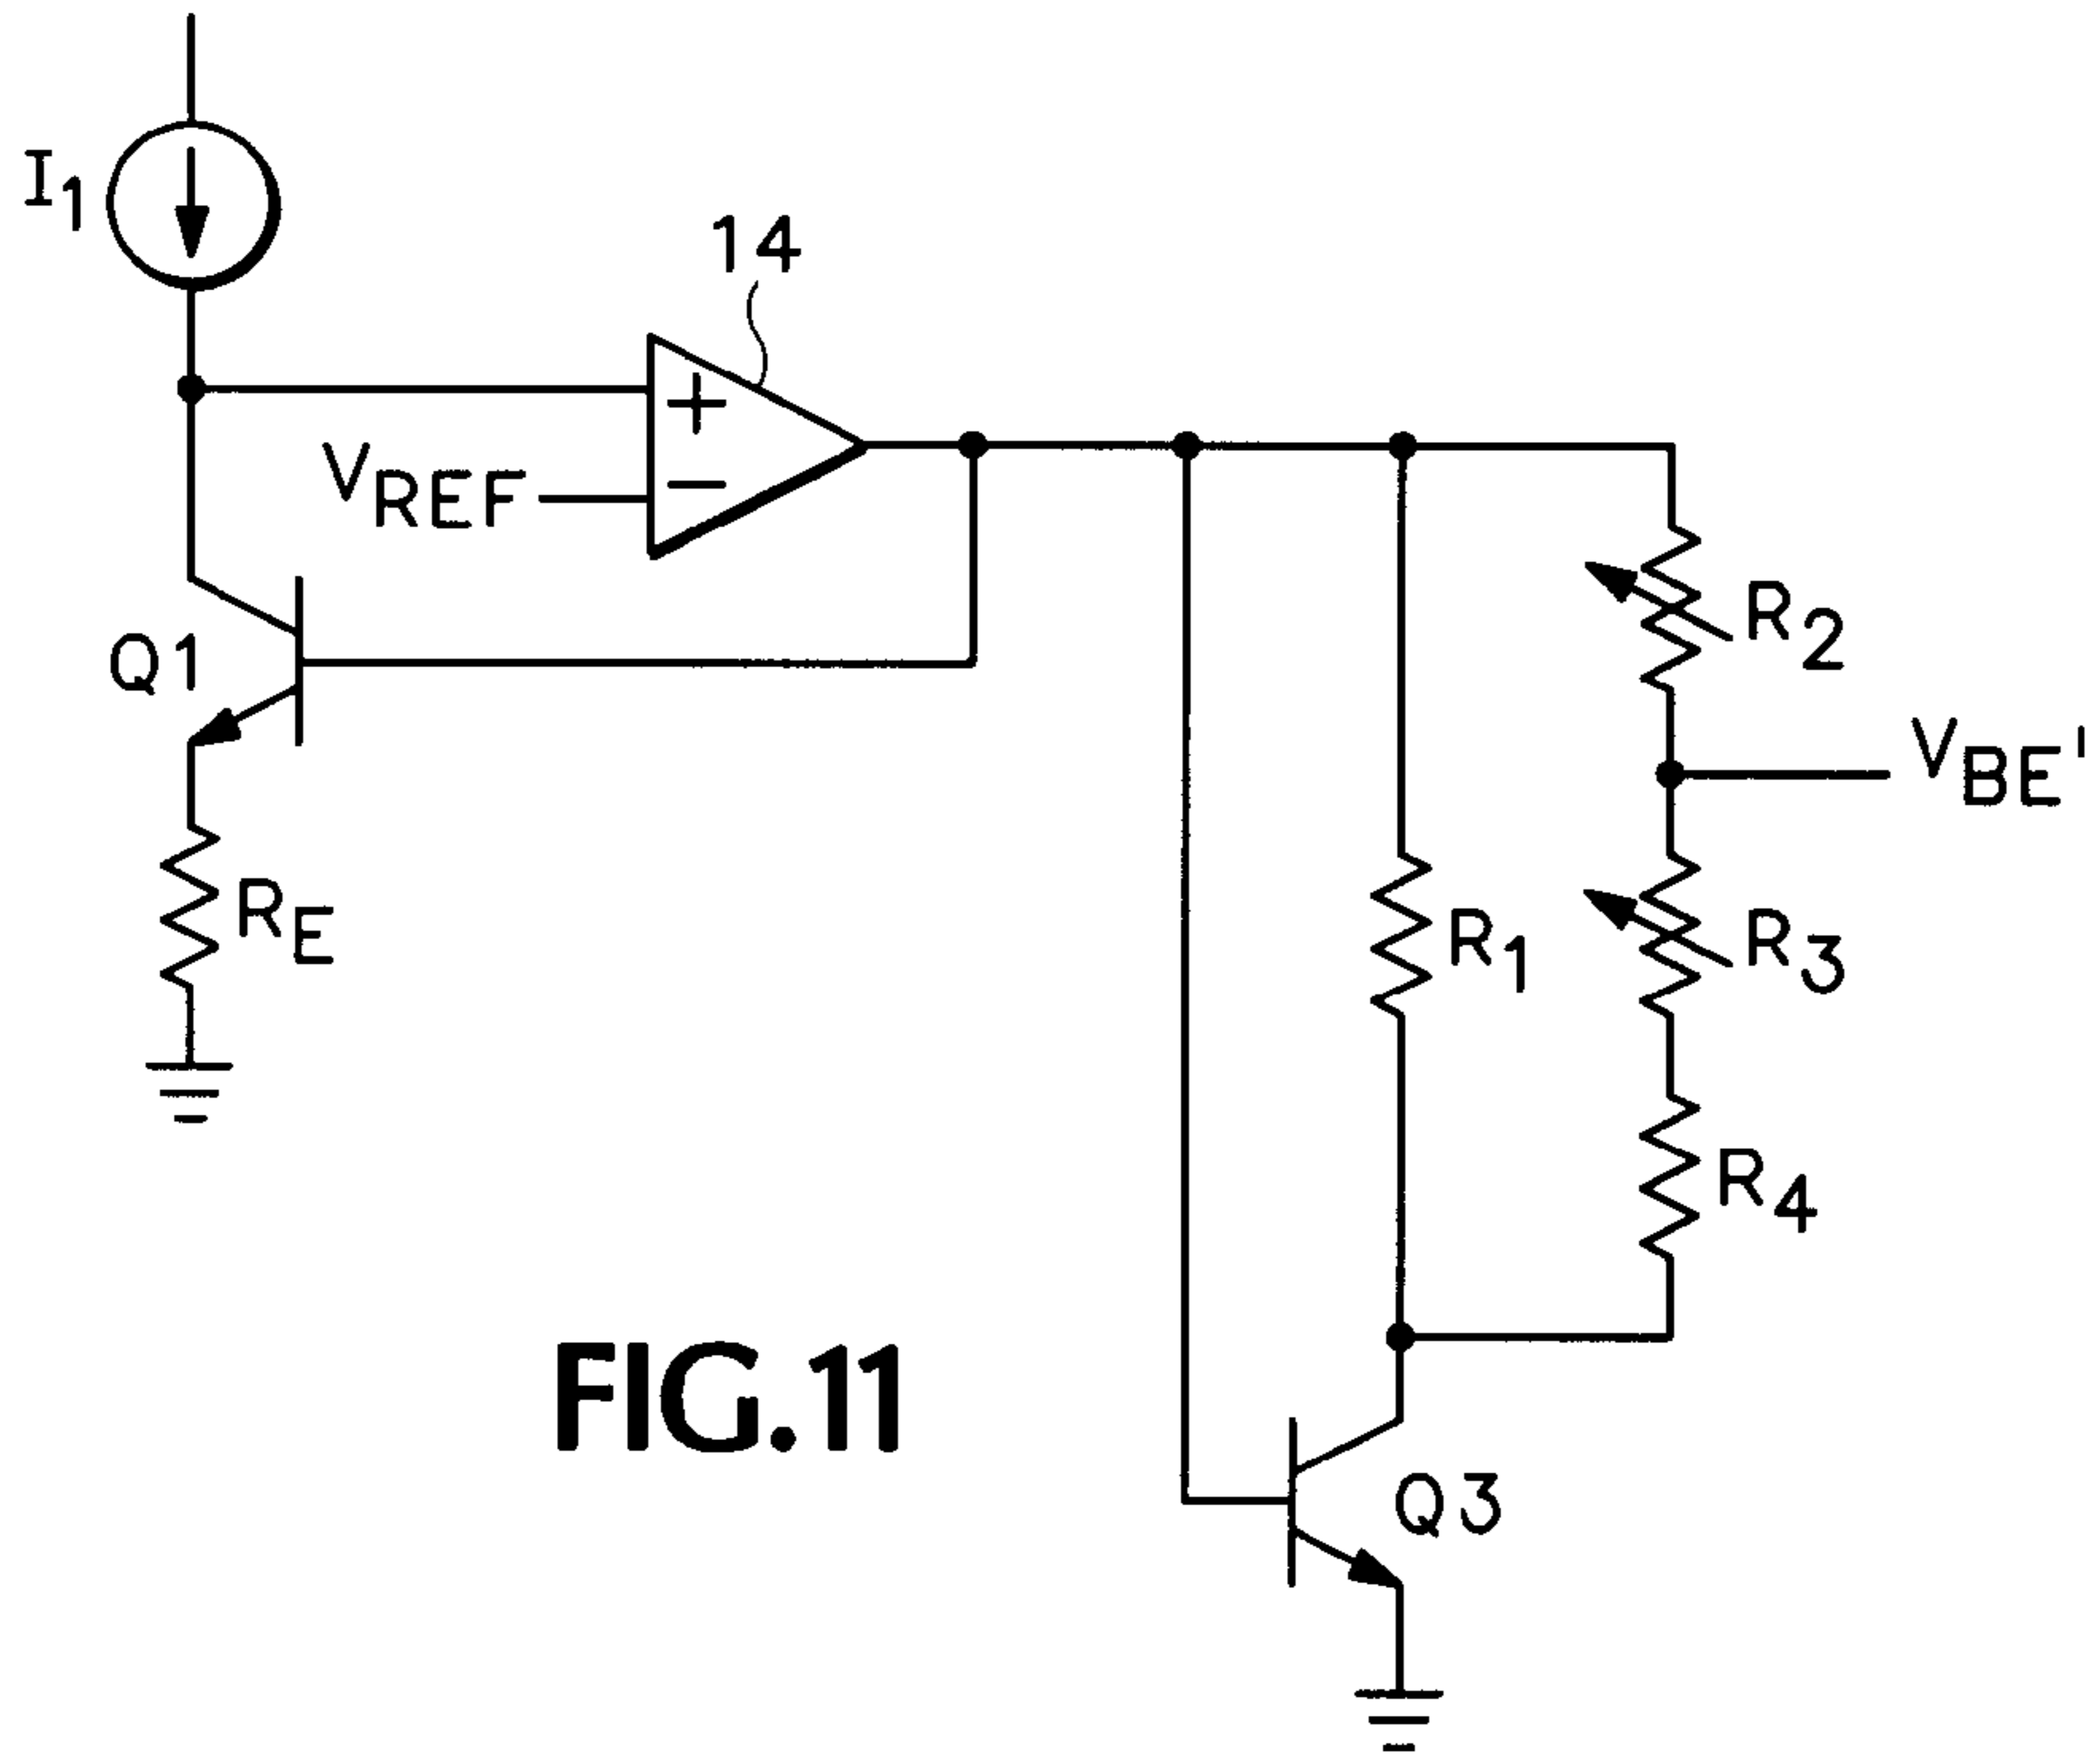 I1
14
+
VREF
−
Q1
R2
VBE'
RE
R1
R3
R4
FIG.11
Q3